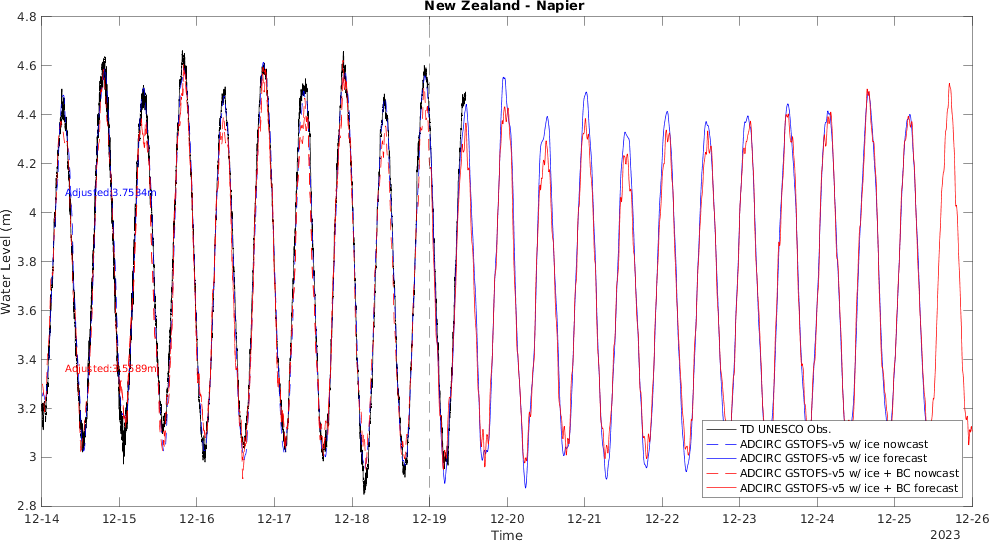 New Zealand - Napier
4.8
4.6
4.4
4.2
4
3.8
3.6
3.4
3.2
3
2.8
Water Level (m)
Adjusted:3.7534m
Adjusted:3.5589m
TD UNESCO Obs.
ADCIRC GSTOFS-v5 w/ ice nowcast
ADCIRC GSTOFS-v5 w/ ice forecast
ADCIRC GSTOFS-v5 w/ ice + BC nowcast
ADCIRC GSTOFS-v5 w/ ice + BC forecast
12-14 12-15 12-16 12-17 12-18 12-19 12-20 12-21 12-22 12-23 12-24 12-25 12-26
Time
2023